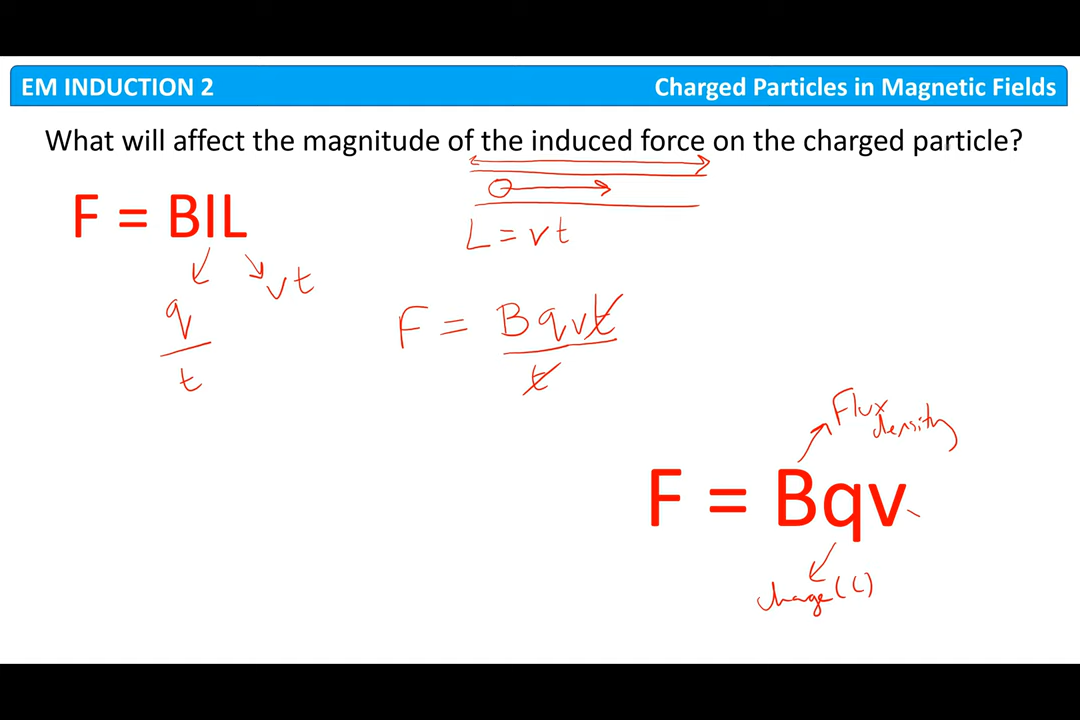 EM INDUCTION 2 Charged Particles in Magnetic Fields
What will affect the magnitude of the induced force on the charged particle?
F = BIL
L = vt
vt
q
t
F = Bqvt
t
Flux
density
F = Bqv
charge (C)